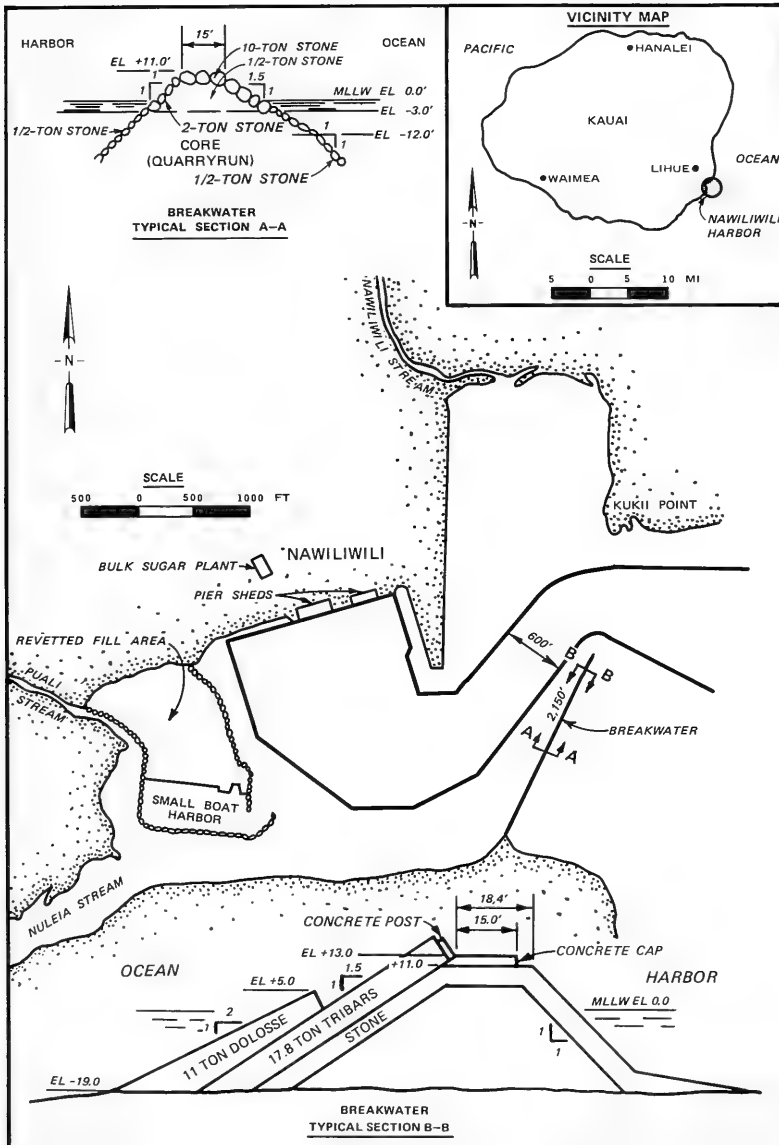 HARBOR
15'
OCEAN
10-TON STONE
1/2-TON STONE
EL +11.0'
1
1
1.5
1
MLLW EL 0.0'
EL -3.0'
1/2-TON STONE
2-TON STONE
CORE
(QUARRYRUN)
1
1
EL -12.0'
1/2-TON STONE
BREAKWATER
TYPICAL SECTION A-A
VICINITY MAP
PACIFIC
HANALEI
KAUAI
LIHUE
OCEAN
WAIMEA
-N-
NAWILIWILI
HARBOR
SCALE
5 0 5 10 MI
-N-
NAWILIWILI STREAM
SCALE
500 0 500 1000 FT
KUKII POINT
BULK SUGAR PLANT
NAWILIWILI
PIER SHEDS
REVETTED FILL AREA
600'
B
B
PUALI
STREAM
2,150'
BREAKWATER
A
A
SMALL BOAT
HARBOR
NULEIA STREAM
18,4'
15.0'
CONCRETE POST
CONCRETE CAP
OCEAN
EL +13.0
+11.0
HARBOR
EL +5.0
1.5
1
MLLW EL 0.0
2
1
11 TON DOLOSSE
17.8 TON TRIBARS
STONE
1
1
EL -19.0
BREAKWATER
TYPICAL SECTION B-B